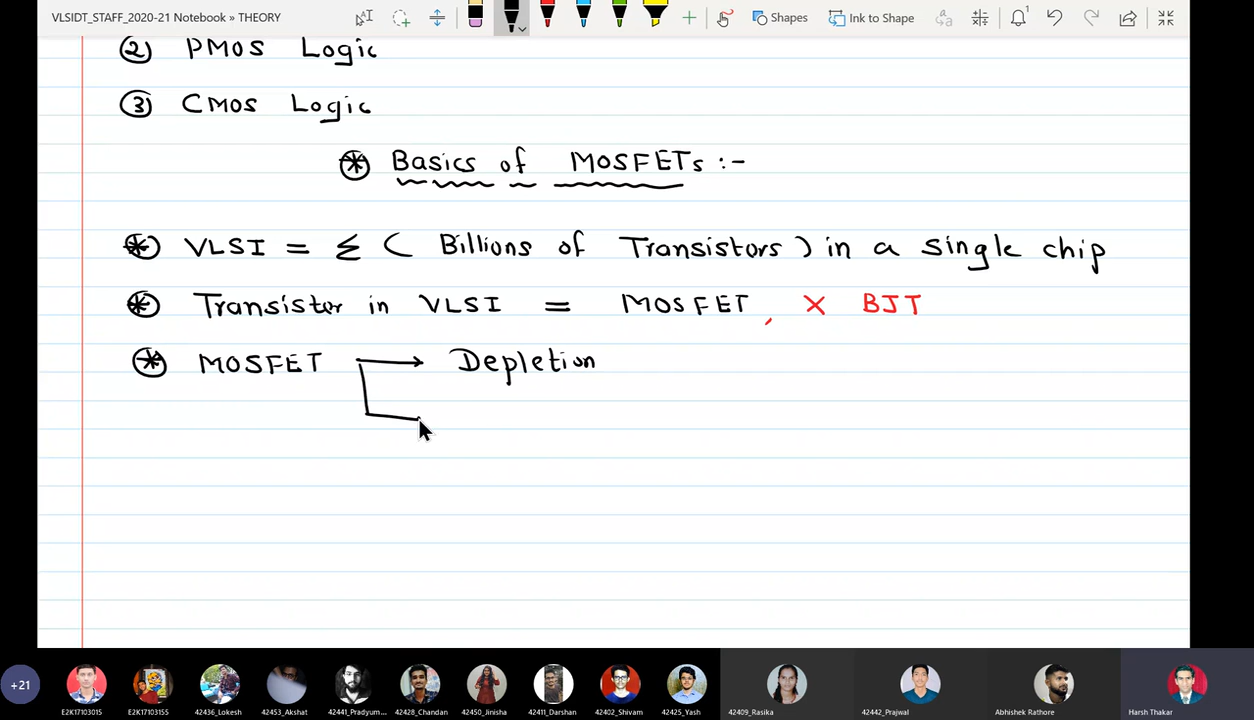 VLSIDT_STAFF_2020-21 Notebook » THEORY
Shapes
Ink to Shape
② PMOS Logic
③ CMOS Logic
Basics of MOSFETs :-
VLSI = Σ ( Billions of Transistors ) in a single chip
Transistor in VLSI = MOSFET, X BJT
MOSFET → Depletion
+21
E2K17103015 E2K17103155 42436_Lokesh 42453_Akshat 42441_Pradyum... 42428_Chandan 42450_Jinisha 42411_Darshan 42402_Shivam 42425_Yash 42409_Rasika 42442_Prajwal Abhishek Rathore Harsh Thakar